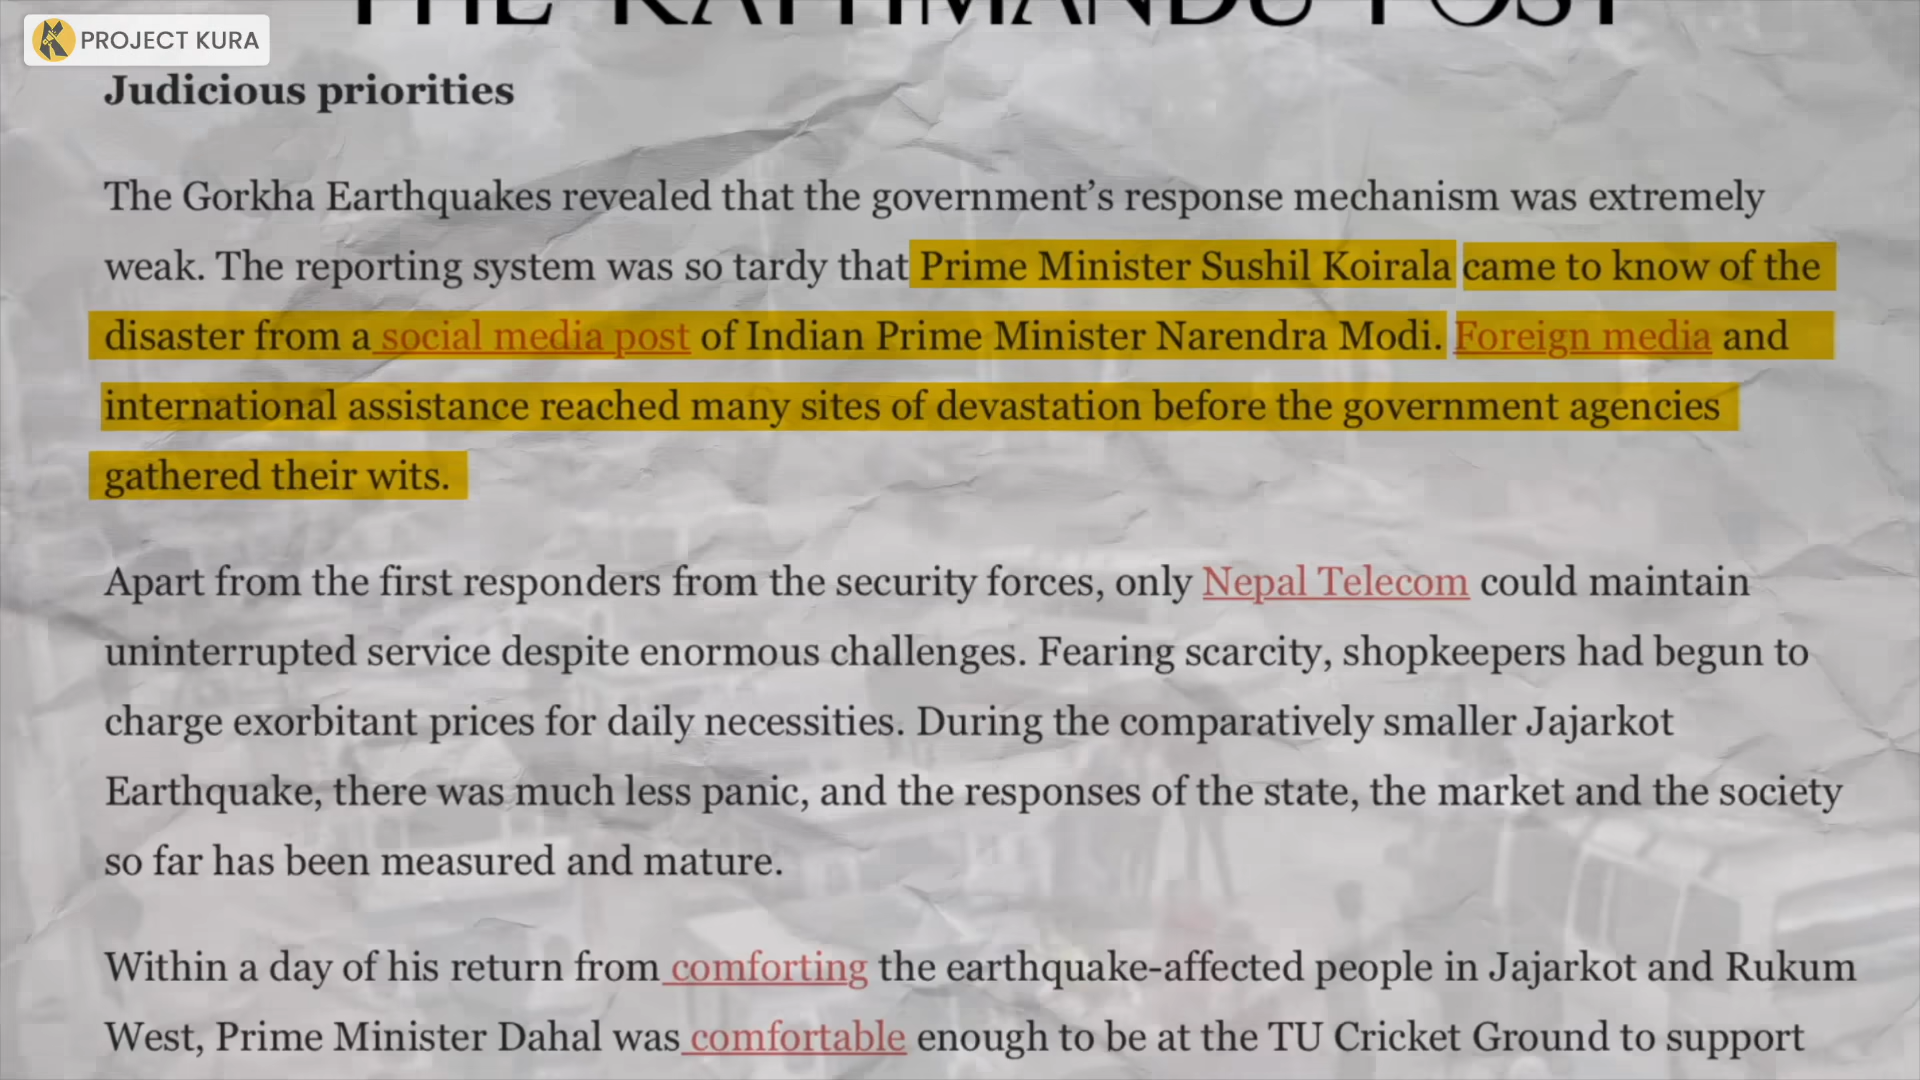 THE KATHMANDU POST
PROJECT KURA
Judicious priorities
The Gorkha Earthquakes revealed that the government’s response mechanism was extremely
weak. The reporting system was so tardy that Prime Minister Sushil Koirala came to know of the
disaster from a social media post of Indian Prime Minister Narendra Modi. Foreign media and
international assistance reached many sites of devastation before the government agencies
gathered their wits.
Apart from the first responders from the security forces, only Nepal Telecom could maintain
uninterrupted service despite enormous challenges. Fearing scarcity, shopkeepers had begun to
charge exorbitant prices for daily necessities. During the comparatively smaller Jajarkot
Earthquake, there was much less panic, and the responses of the state, the market and the society
so far has been measured and mature.
Within a day of his return from comforting the earthquake-affected people in Jajarkot and Rukum
West, Prime Minister Dahal was comfortable enough to be at the TU Cricket Ground to support